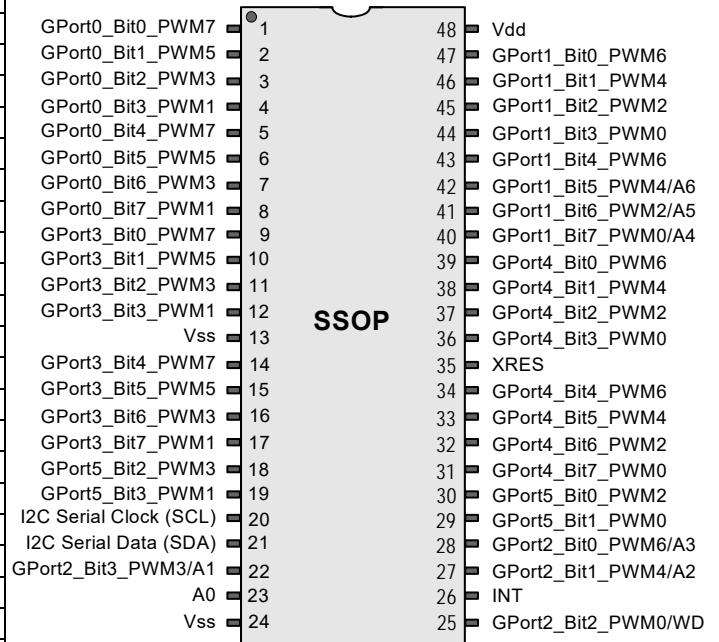 GPort0_Bit0_PWM7 1 48 Vdd
GPort0_Bit1_PWM5 2 47 GPort1_Bit0_PWM6
GPort0_Bit2_PWM3 3 46 GPort1_Bit1_PWM4
GPort0_Bit3_PWM1 4 45 GPort1_Bit2_PWM2
GPort0_Bit4_PWM7 5 44 GPort1_Bit3_PWM0
GPort0_Bit5_PWM5 6 43 GPort1_Bit4_PWM6
GPort0_Bit6_PWM3 7 42 GPort1_Bit5_PWM4/A6
GPort0_Bit7_PWM1 8 41 GPort1_Bit6_PWM2/A5
GPort3_Bit0_PWM7 9 40 GPort1_Bit7_PWM0/A4
GPort3_Bit1_PWM5 10 39 GPort4_Bit0_PWM6
GPort3_Bit2_PWM3 11 38 GPort4_Bit1_PWM4
GPort3_Bit3_PWM1 12 37 GPort4_Bit2_PWM2
SSOP
Vss 13 36 GPort4_Bit3_PWM0
GPort3_Bit4_PWM7 14 35 XRES
GPort3_Bit5_PWM5 15 34 GPort4_Bit4_PWM6
GPort3_Bit6_PWM3 16 33 GPort4_Bit5_PWM4
GPort3_Bit7_PWM1 17 32 GPort4_Bit6_PWM2
GPort5_Bit2_PWM3 18 31 GPort4_Bit7_PWM0
GPort5_Bit3_PWM1 19 30 GPort5_Bit0_PWM2
I2C Serial Clock (SCL) 20 29 GPort5_Bit1_PWM0
I2C Serial Data (SDA) 21 28 GPort2_Bit0_PWM6/A3
GPort2_Bit3_PWM3/A1 22 27 GPort2_Bit1_PWM4/A2
A0 23 26 INT
Vss 24 25 GPort2_Bit2_PWM0/WD